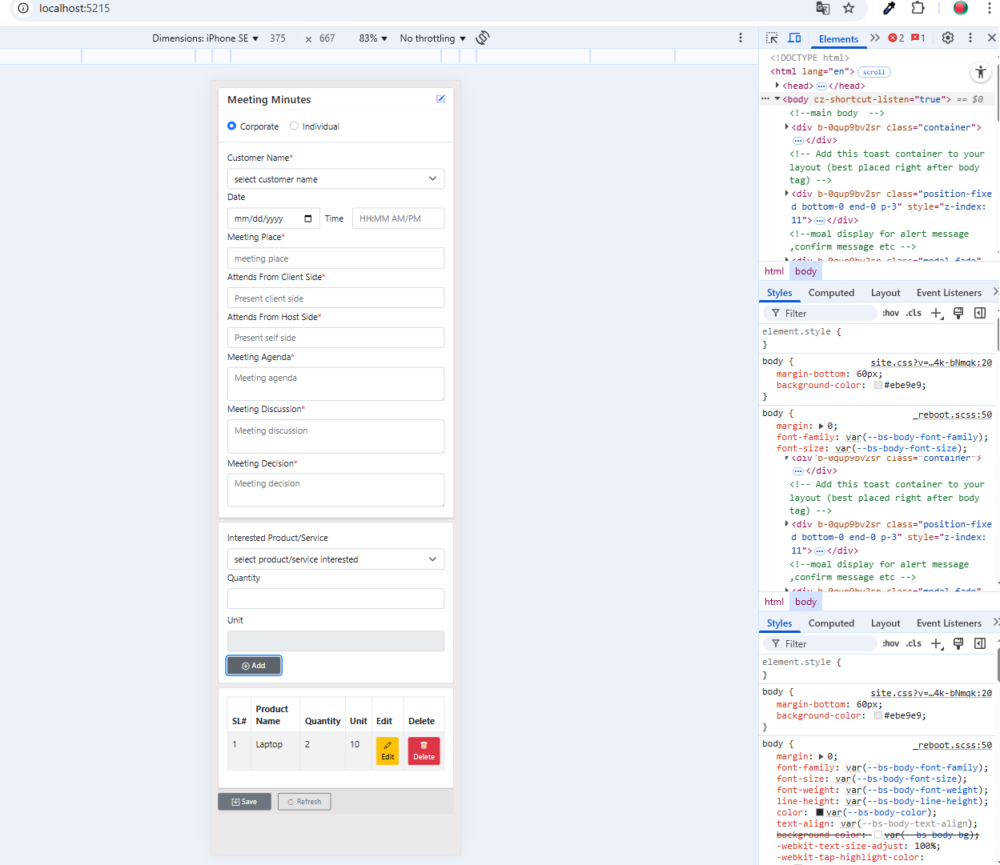 localhost:5215
Dimensions: iPhone SE ▼ 375 × 667 83% ▼ No throttling ▼
Elements 2 1
<!DOCTYPE html>
<html lang="en"> scroll
<head> ••• </head>
••• <body cz-shortcut-listen="true"> == $0
<!--main body  -->
<div b-0qup9bv2sr class="container">
••• </div>
<!-- Add this toast container to your
layout (best placed right after body
tag) -->
<div b-0qup9bv2sr class="position-fixe
d bottom-0 end-0 p-3" style="z-index:
11"> ••• </div>
<!--moal display for alert message
,confirm message etc -->
<div b-0qup9bv2sr class="modal fade"
html body
Styles Computed Layout Event Listeners
Filter :hov .cls
element.style {
}
body { site.css?v=…4k-bNmqk:20
margin-bottom: 60px;
background-color: #ebe9e9;
}
body { _reboot.scss:50
margin: 0;
font-family: var(--bs-body-font-family);
font-size: var(--bs-body-font-size);
<div b-0qup9bv2sr class="container">
••• </div>
<!-- Add this toast container to your
layout (best placed right after body
tag) -->
<div b-0qup9bv2sr class="position-fixe
d bottom-0 end-0 p-3" style="z-index:
11"> ••• </div>
<!--moal display for alert message
,confirm message etc -->
<div b-0qup9bv2sr class="modal fade"
html body
Styles Computed Layout Event Listeners
Filter :hov .cls
element.style {
}
body { site.css?v=…4k-bNmqk:20
margin-bottom: 60px;
background-color: #ebe9e9;
}
body { _reboot.scss:50
margin: 0;
font-family: var(--bs-body-font-family);
font-size: var(--bs-body-font-size);
font-weight: var(--bs-body-font-weight);
line-height: var(--bs-body-line-height);
color: var(--bs-body-color);
text-align: var(--bs-body-text-align);
background-color: var(--bs-body-bg);
-webkit-text-size-adjust: 100%;
-webkit-tap-highlight-color:
Meeting Minutes
Corporate Individual
Customer Name*
select customer name
Date
mm/dd/yyyy Time HH:MM AM/PM
Meeting Place*
meeting place
Attends From Client Side*
Present client side
Attends From Host Side*
Present self side
Meeting Agenda*
Meeting agenda
Meeting Discussion*
Meeting discussion
Meeting Decision*
Meeting decision
Interested Product/Service
select product/service interested
Quantity
Unit
Add
SL# Product Name Quantity Unit Edit Delete
1 Laptop 2 10 Edit Delete
Save Refresh